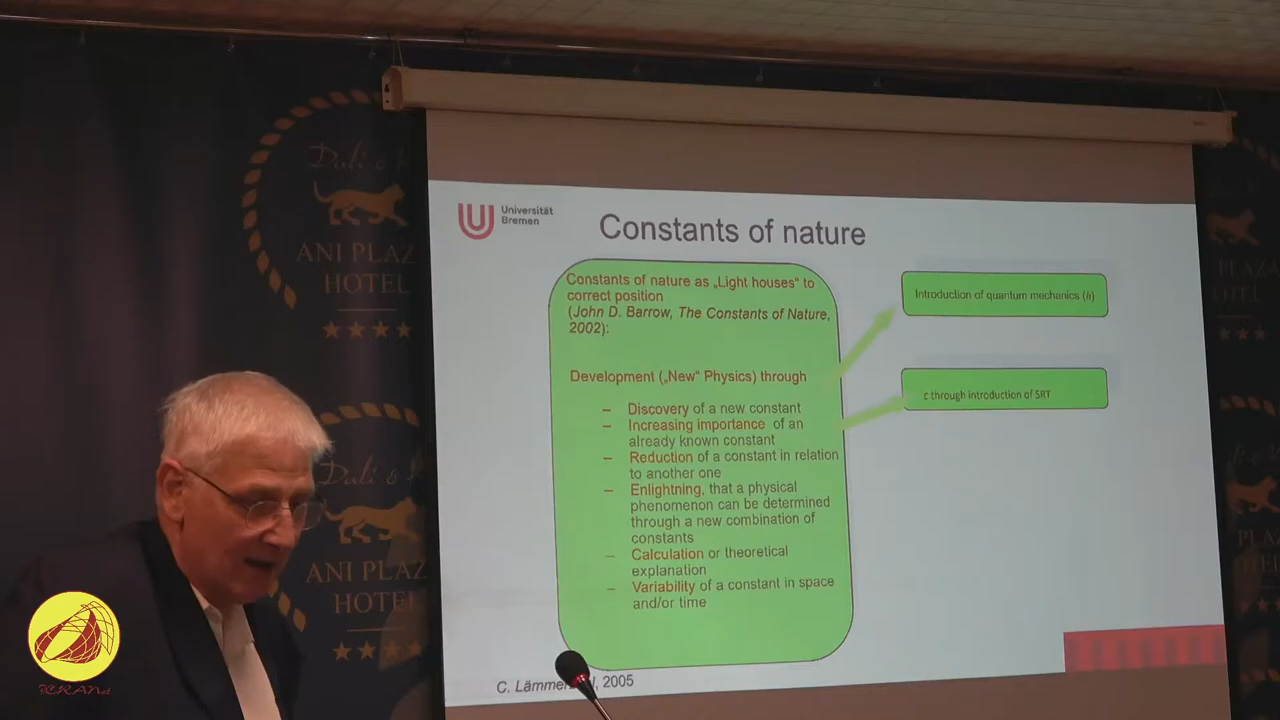 Universität
Bremen
Constants of nature
Constants of nature as „Light houses“ to
correct position
(John D. Barrow, The Constants of Nature,
2002):
Development („New“ Physics) through
– Discovery of a new constant
– Increasing importance of an
already known constant
– Reduction of a constant in relation
to another one
– Enlightning, that a physical
phenomenon can be determined
through a new combination of
constants
– Calculation or theoretical
explanation
– Variability of a constant in space
and/or time
Introduction of quantum mechanics (h)
c through introduction of SRT
C. 2005
ANI PLAZ
HOTEL
ANI PLAZ
HOTE
ICRANet